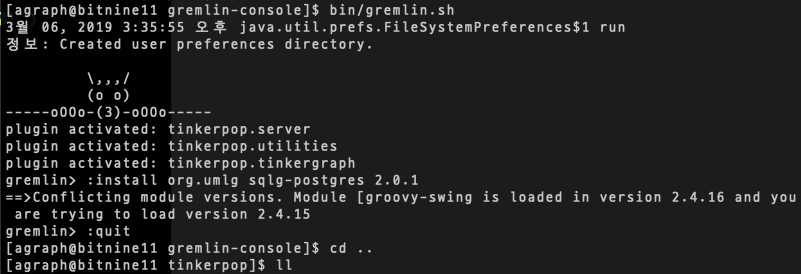 [agraph@bitnine11 gremlin-console]$ bin/gremlin.sh
3월 06, 2019 3:35:55 오후 java.util.prefs.FileSystemPreferences$1 run
정보: Created user preferences directory.
\,,,/
(o o)
-----oOOo-(3)-oOOo-----
plugin activated: tinkerpop.server
plugin activated: tinkerpop.utilities
plugin activated: tinkerpop.tinkergraph
gremlin> :install org.umlg sqlg-postgres 2.0.1
==>Conflicting module versions. Module [groovy-swing is loaded in version 2.4.16 and you
are trying to load version 2.4.15
gremlin> :quit
[agraph@bitnine11 gremlin-console]$ cd ..
[agraph@bitnine11 tinkerpop]$ ll